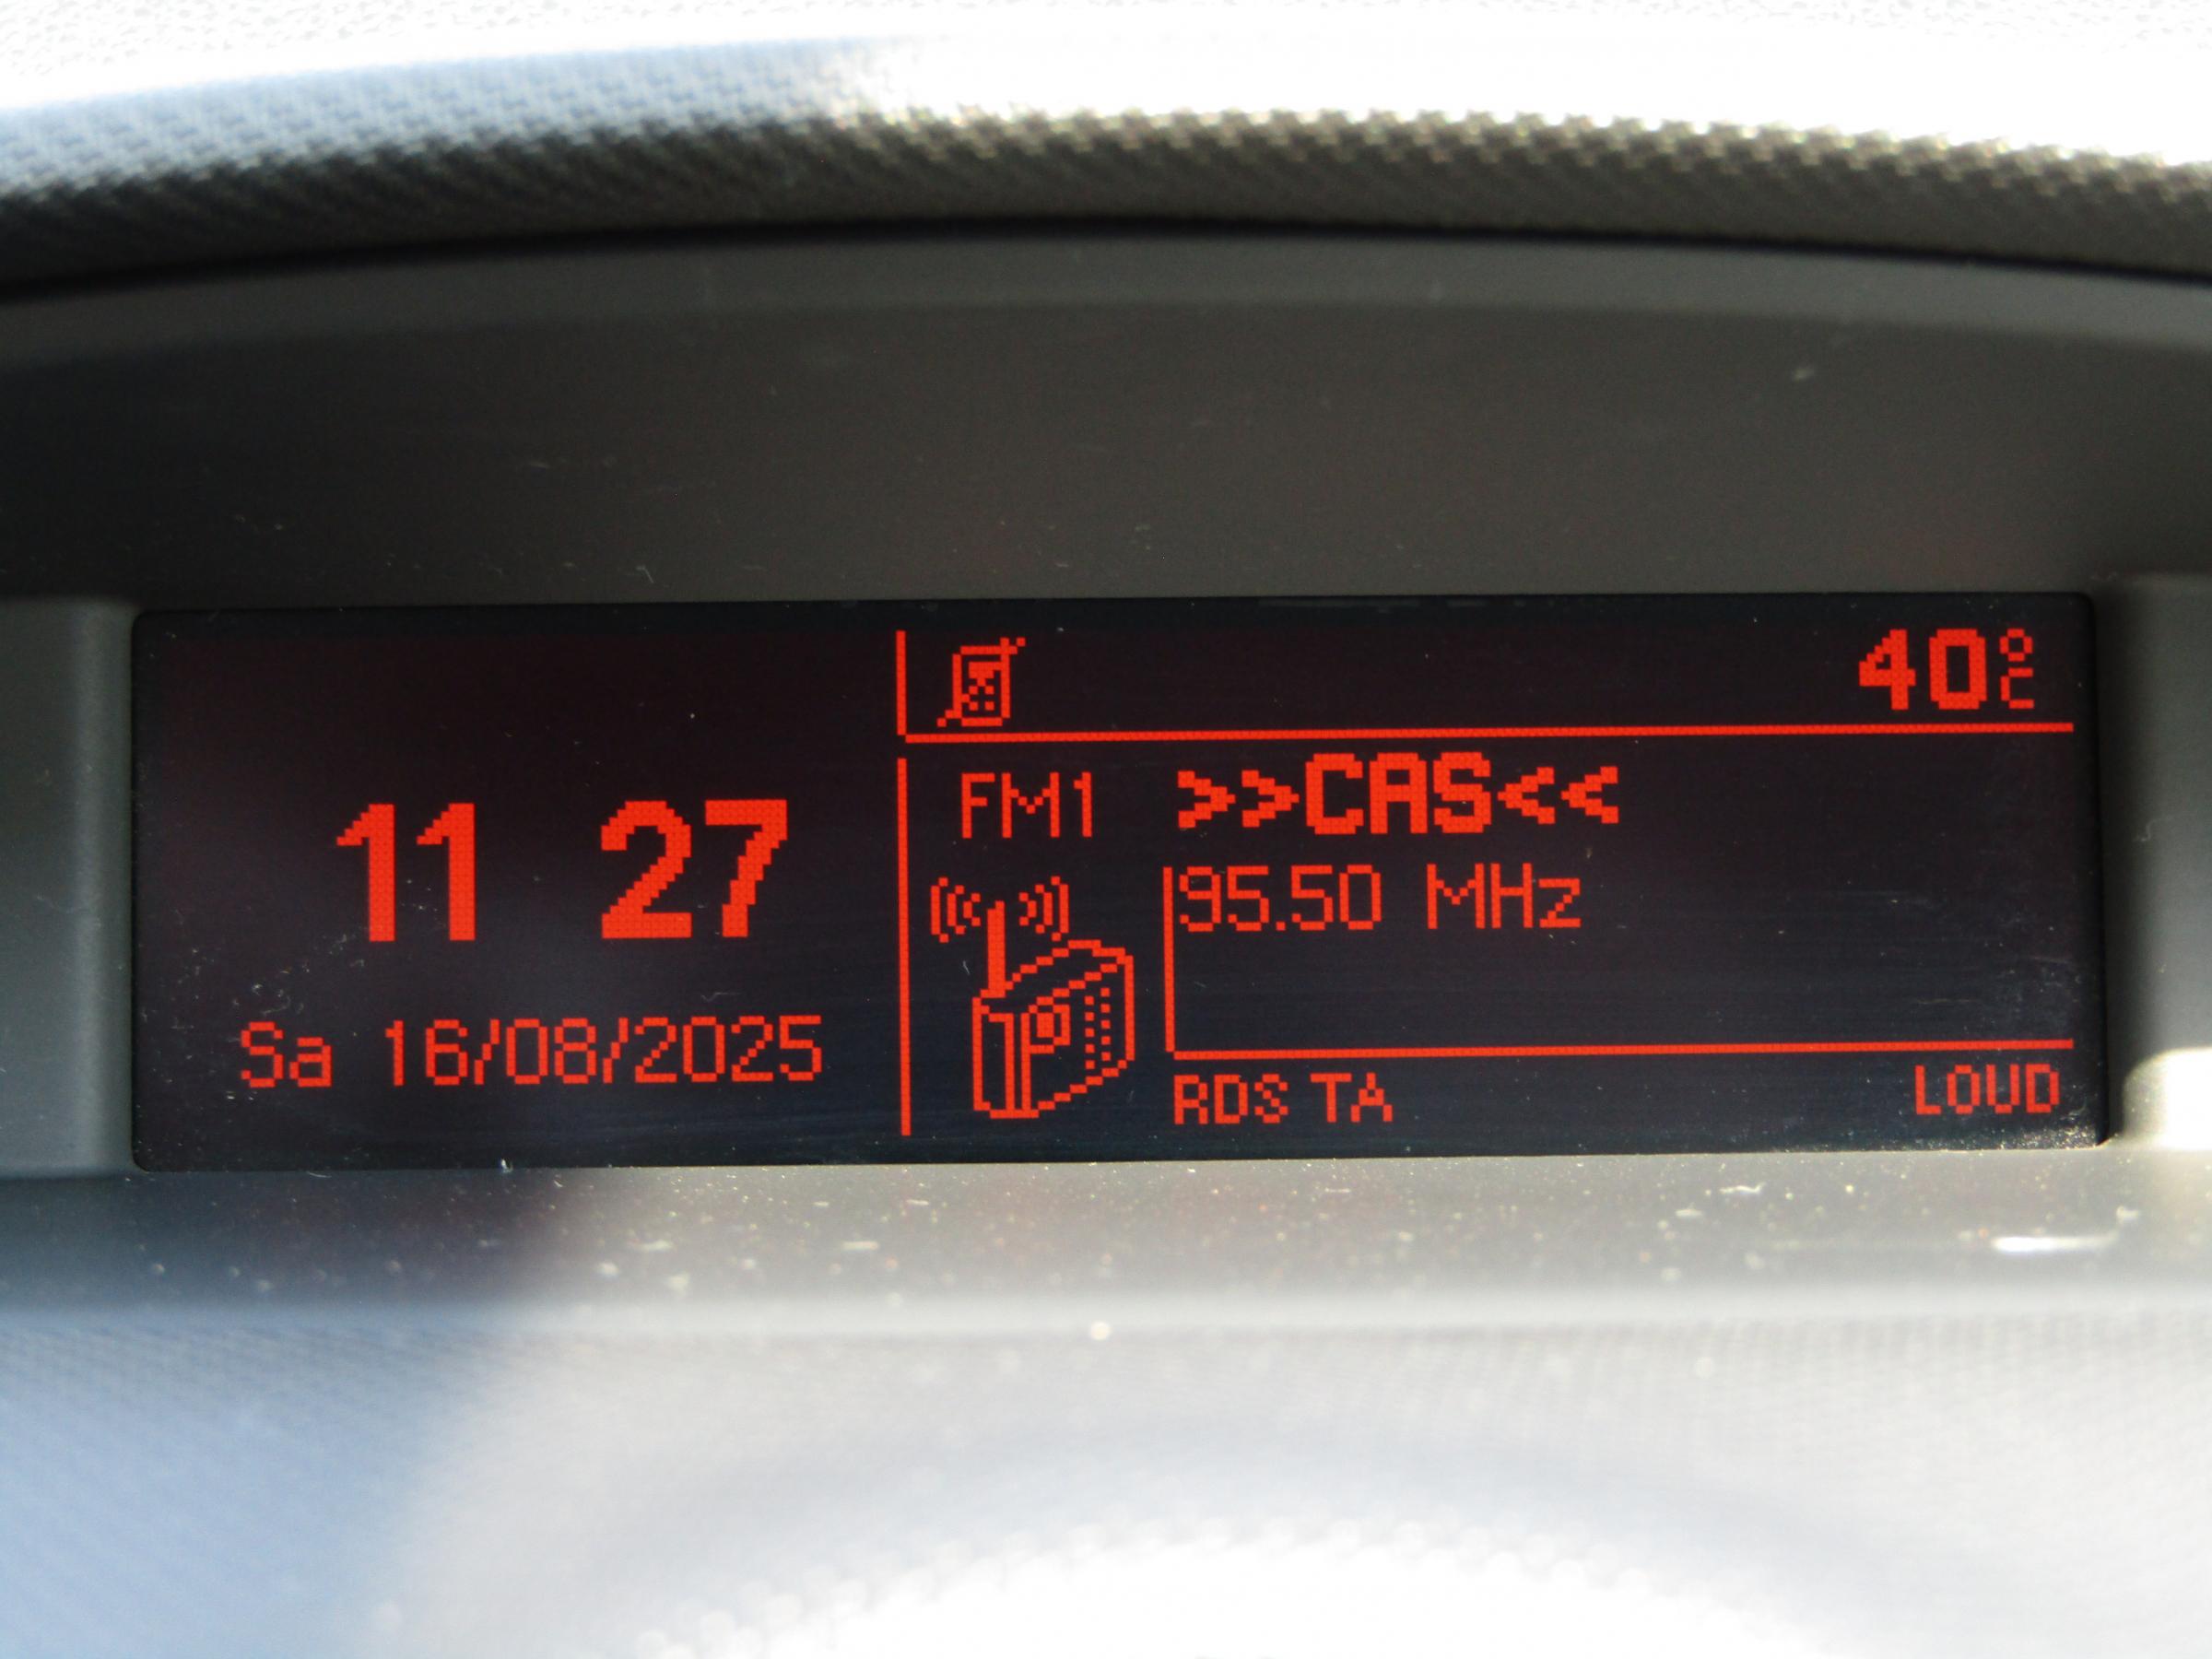 40°C
11 27
Sa 16/08/2025
FM1 >>CAS<<
95.50 MHz
RDS TA LOUD